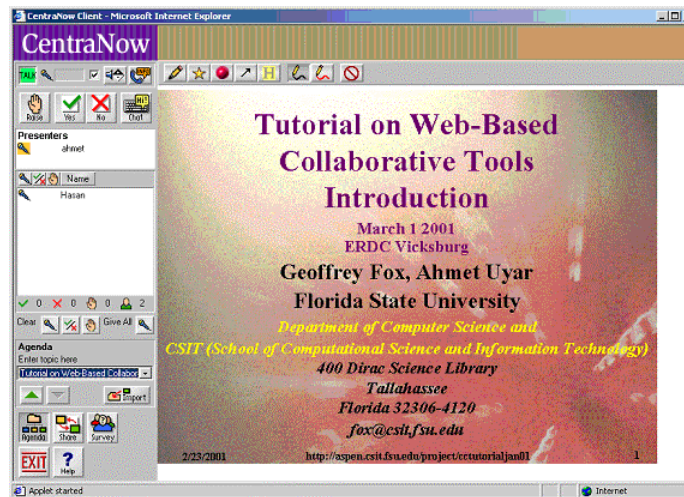 CentraNow Client - Microsoft Internet Explorer
CentraNow
TALK
Raise
Yes
No
Chat
Presenters
ahmet
Name
Hasan
0 0 0 2
Clear
Give All
Agenda
Enter topic here
Tutorial on Web-Based Collabor
Import
Agenda
Share
Survey
EXIT
Help
Applet started
Tutorial on Web-Based
Collaborative Tools
Introduction
March 1 2001
ERDC Vicksburg
Geoffrey Fox, Ahmet Uyar
Florida State University
Department of Computer Science and
CSIT (School of Computational Science and Information Technology)
400 Dirac Science Library
Tallahassee
Florida 32306-4120
fox@csit.fsu.edu
2/23/2001 http://aspen.csit.fsu.edu/project/cctutorialjan01 1
Internet